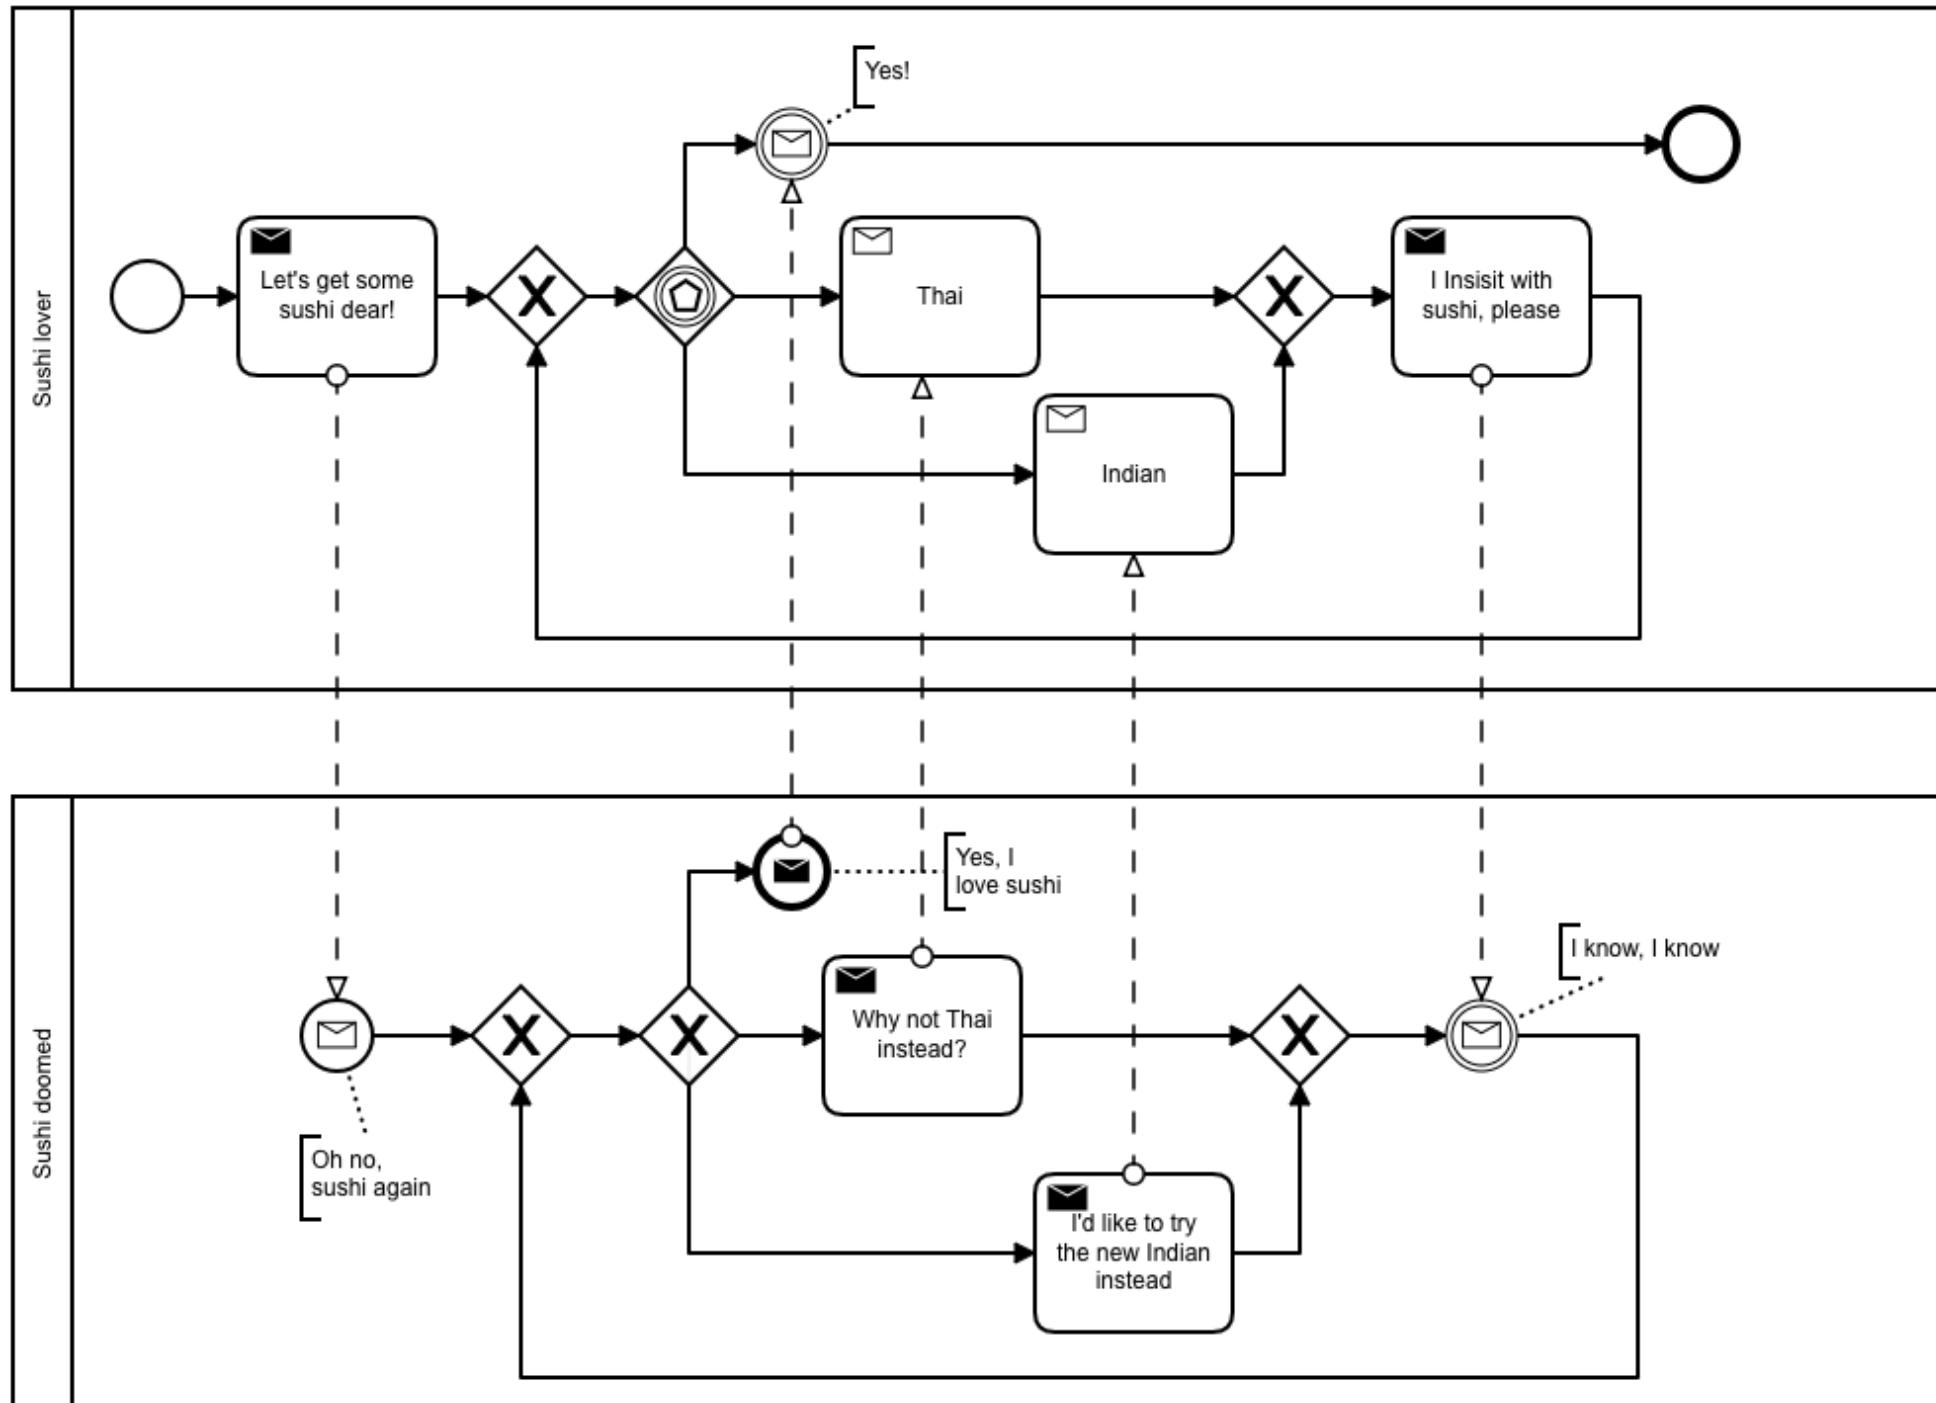 Sushi lover
Yes!
Let's get some
sushi dear!
Thai
I Insisit with
sushi, please
Indian
Sushi doomed
Yes, I
love sushi
I know, I know
Why not Thai
instead?
Oh no,
sushi again
I'd like to try
the new Indian
instead